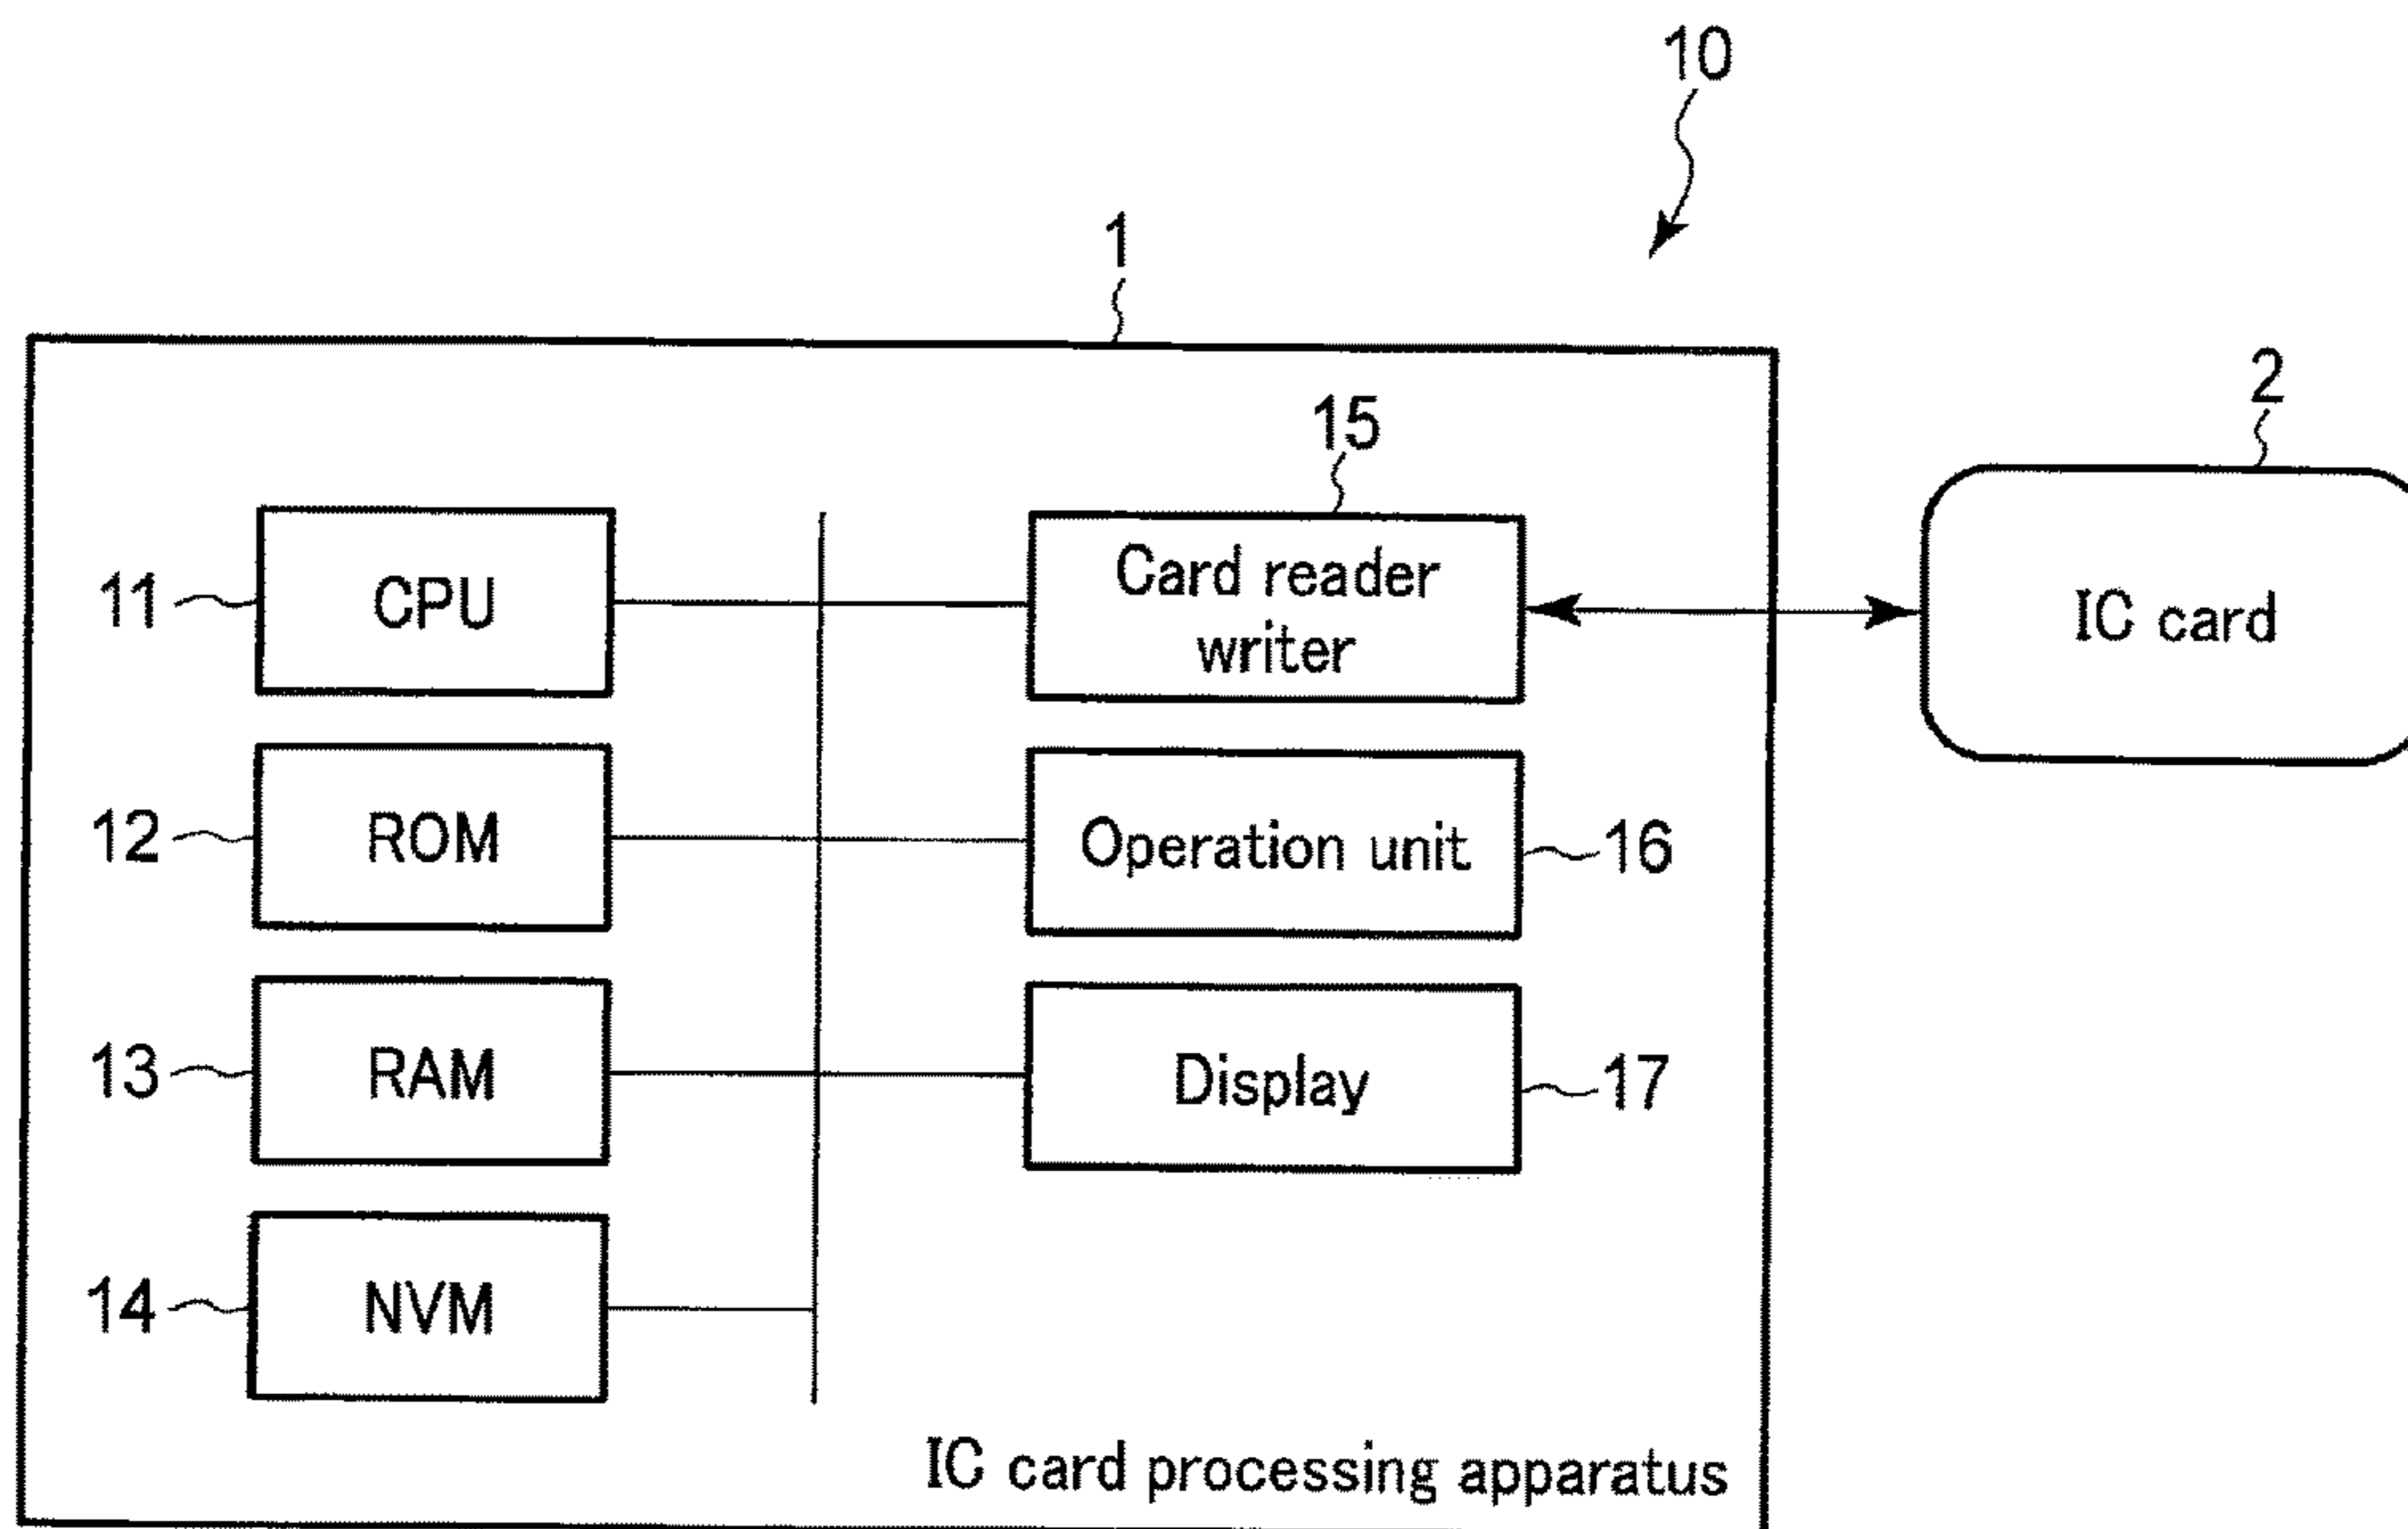 10
1
2
15
11
CPU
Card reader
writer
IC card
12
ROM
Operation unit
16
13
RAM
Display
17
14
NVM
IC card processing apparatus